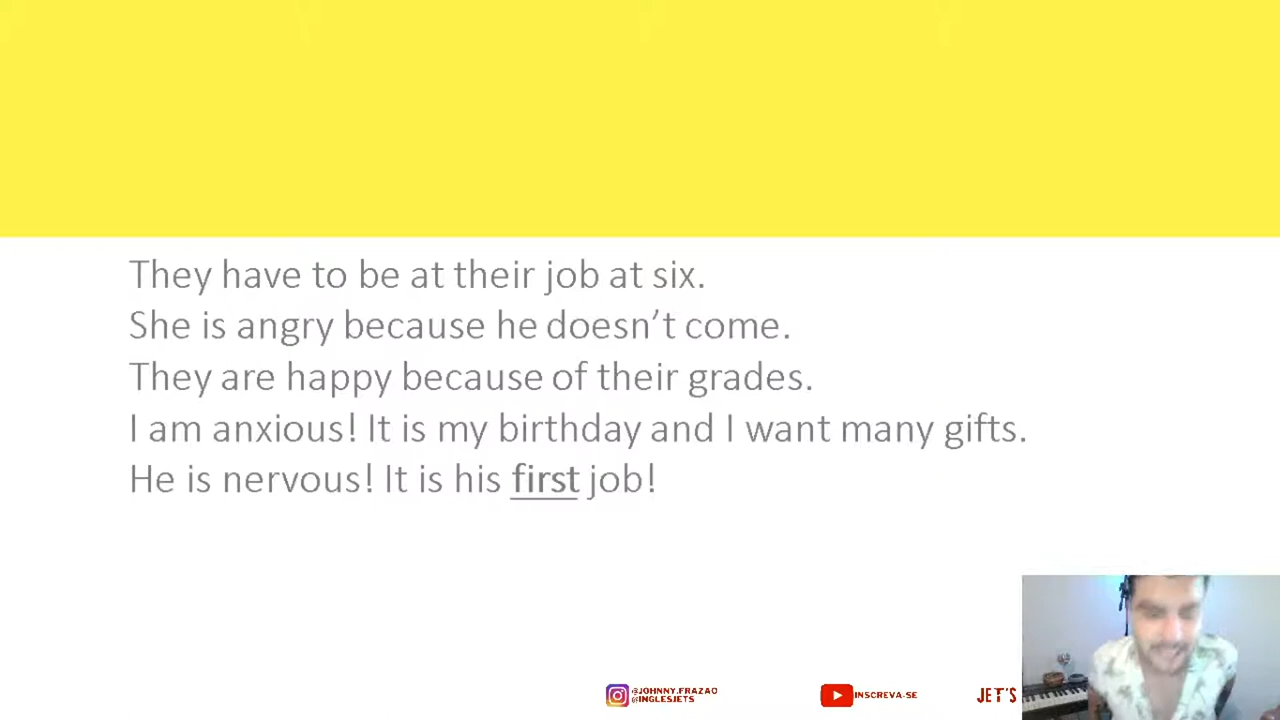 They have to be at their job at six.
She is angry because he doesn’t come.
They are happy because of their grades.
I am anxious! It is my birthday and I want many gifts.
He is nervous! It is his first job!
@JOHNNY.FRAZAO
@INGLESJETS
INSCREVA-SE
JET'S